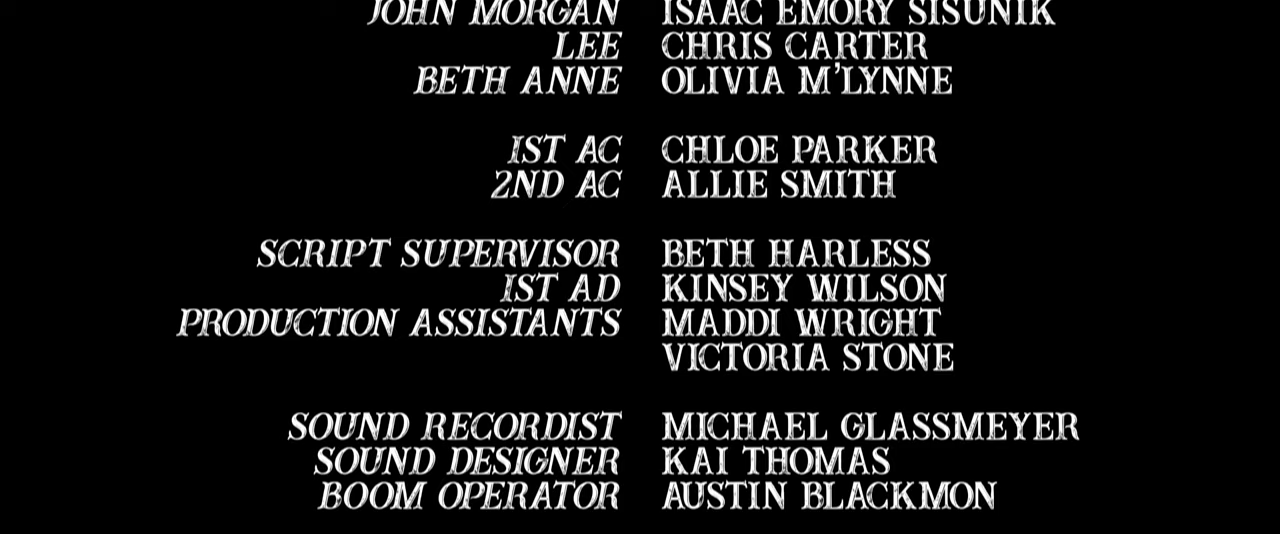 JOHN MORGAN ISAAC EMORY SISUNIK
LEE CHRIS CARTER
BETH ANNE OLIVIA M'LYNNE
1ST AC CHLOE PARKER
2ND AC ALLIE SMITH
SCRIPT SUPERVISOR BETH HARLESS
1ST AD KINSEY WILSON
PRODUCTION ASSISTANTS MADDI WRIGHT
VICTORIA STONE
SOUND RECORDIST MICHAEL GLASSMEYER
SOUND DESIGNER KAI THOMAS
BOOM OPERATOR AUSTIN BLACKMON